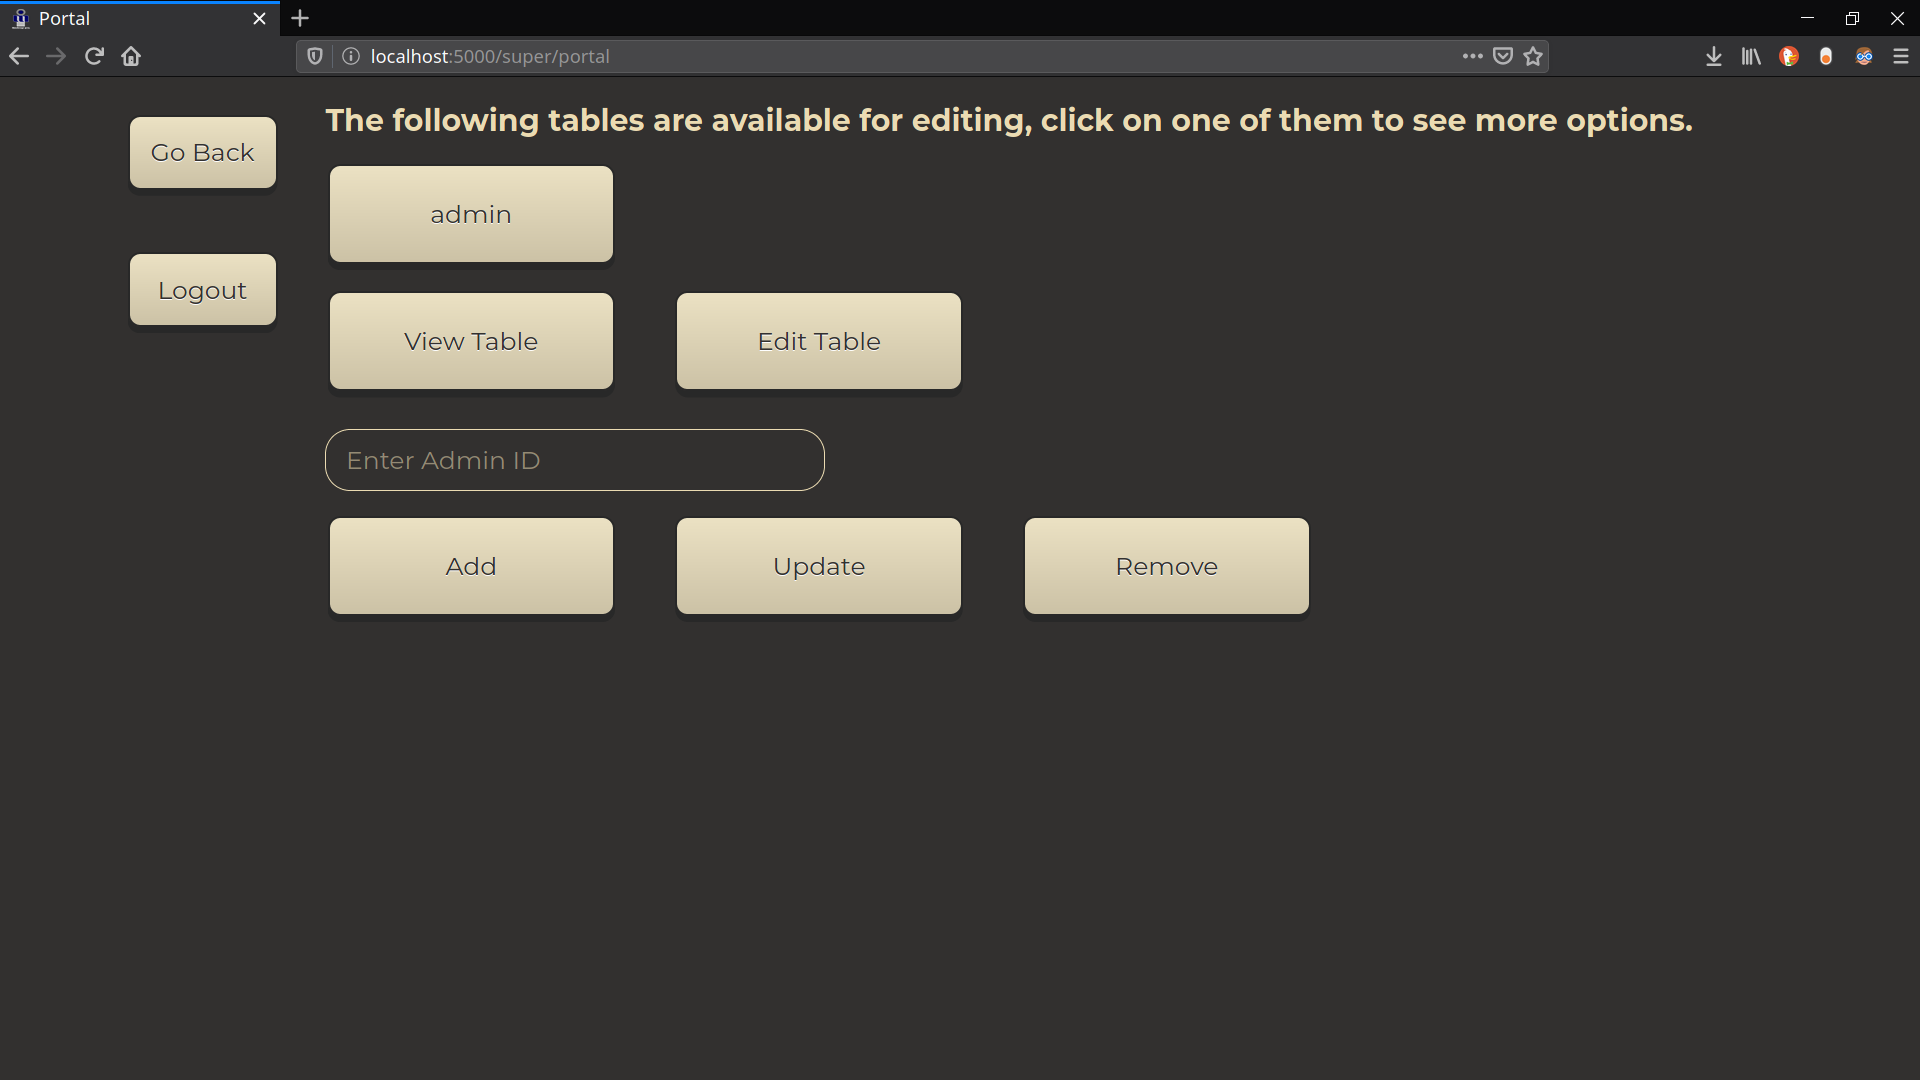 Portal
localhost:5000/super/portal
The following tables are available for editing, click on one of them to see more options.
Go Back
admin
Logout
View Table Edit Table
Enter Admin ID
Add Update Remove